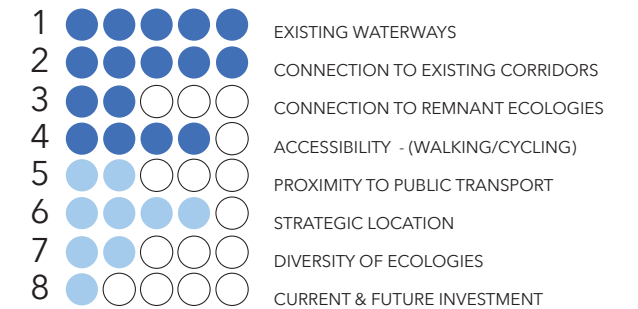 1 EXISTING WATERWAYS
2 CONNECTION TO EXISTING CORRIDORS
3 CONNECTION TO REMNANT ECOLOGIES
4 ACCESSIBILITY - (WALKING/CYCLING)
5 PROXIMITY TO PUBLIC TRANSPORT
6 STRATEGIC LOCATION
7 DIVERSITY OF ECOLOGIES
8 CURRENT & FUTURE INVESTMENT